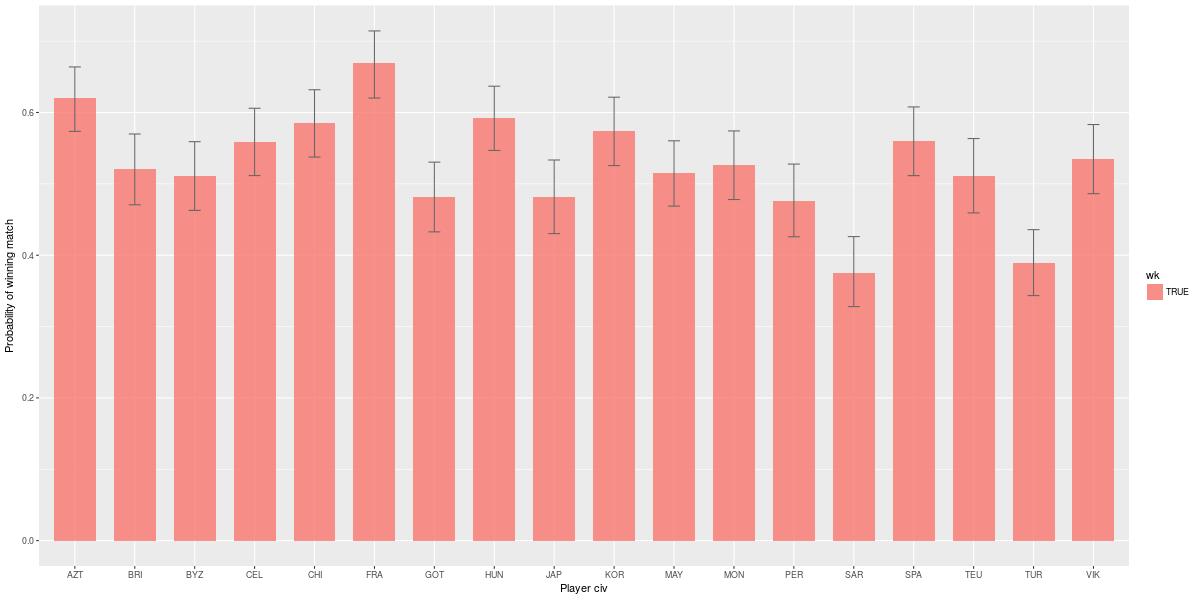 Probability of winning match
0.6
0.4
0.2
0.0
AZT BRI BYZ CEL CHI FRA GOT HUN JAP KOR MAY MON PER SAR SPA TEU TUR VIK
Player civ
wk
TRUE